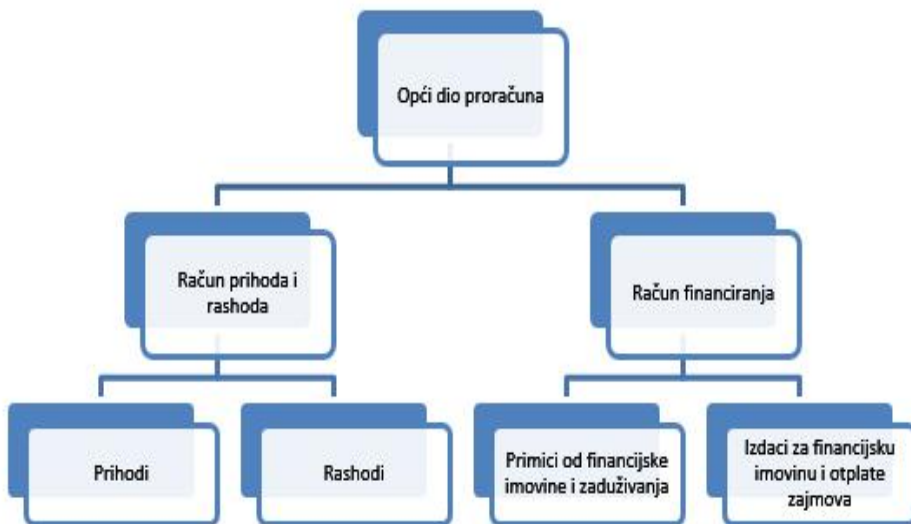 Opći dio proračuna
Račun prihoda i
rashoda
Račun financiranja
Prihodi
Rashodi
Primici od financijske
imovine i zaduživanja
Izdaci za financijsku
imovinu i otplate
zajmova